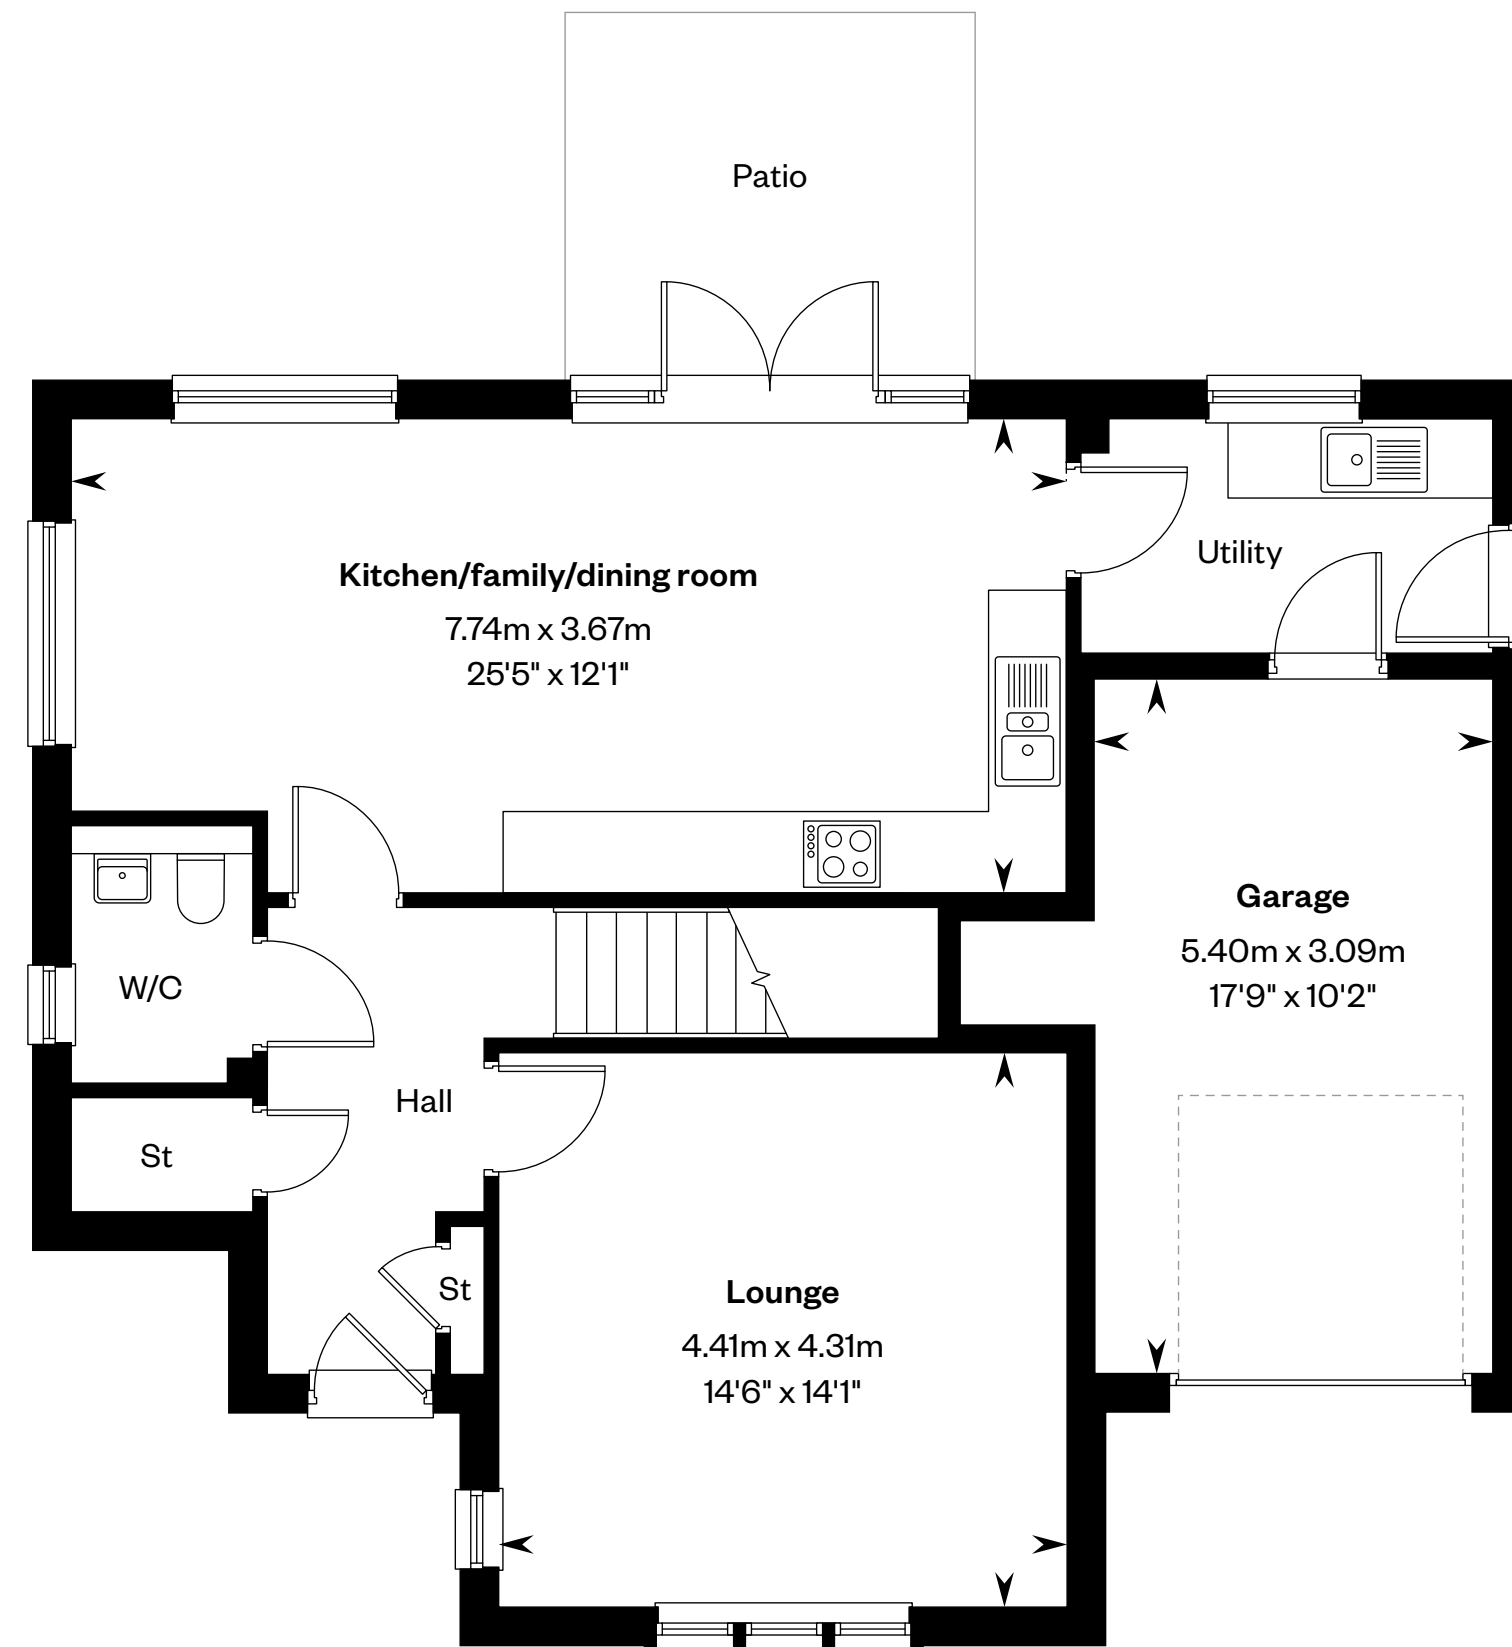 Patio
Kitchen/family/dining room
7.74m x 3.67m
25'5" x 12'1"
Utility
Garage
5.40m x 3.09m
17'9" x 10'2"
W/C
Hall
St
St
Lounge
4.41m x 4.31m
14'6" x 14'1"